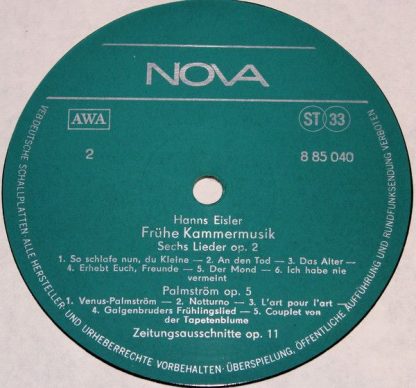 NOVA
AWA
ST 33
2
8 85 040
Hanns Eisler
Frühe Kammermusik
Sechs Lieder op. 2
1. So schlafe nun, du Kleine — 2. An den Tod — 3. Das Alter —
4. Erhebt Euch, Freunde — 5. Der Mond — 6. Ich habe nie
vermeint
Palmström op. 5
1. Venus-Palmström — 2. Notturno — 3. L'art pour l'art —
4. Galgenbruders Frühlingslied — 5. Couplet von
der Tapetenblume
Zeitungsausschnitte op. 11
VEB DEUTSCHE SCHALLPLATTEN · ALLE HERSTELLER- UND URHEBERRECHTE VORBEHALTEN · ÜBERSPIELUNG, ÖFFENTLICHE AUFFÜHRUNG UND RUNDFUNKSENDUNG VERBOTEN